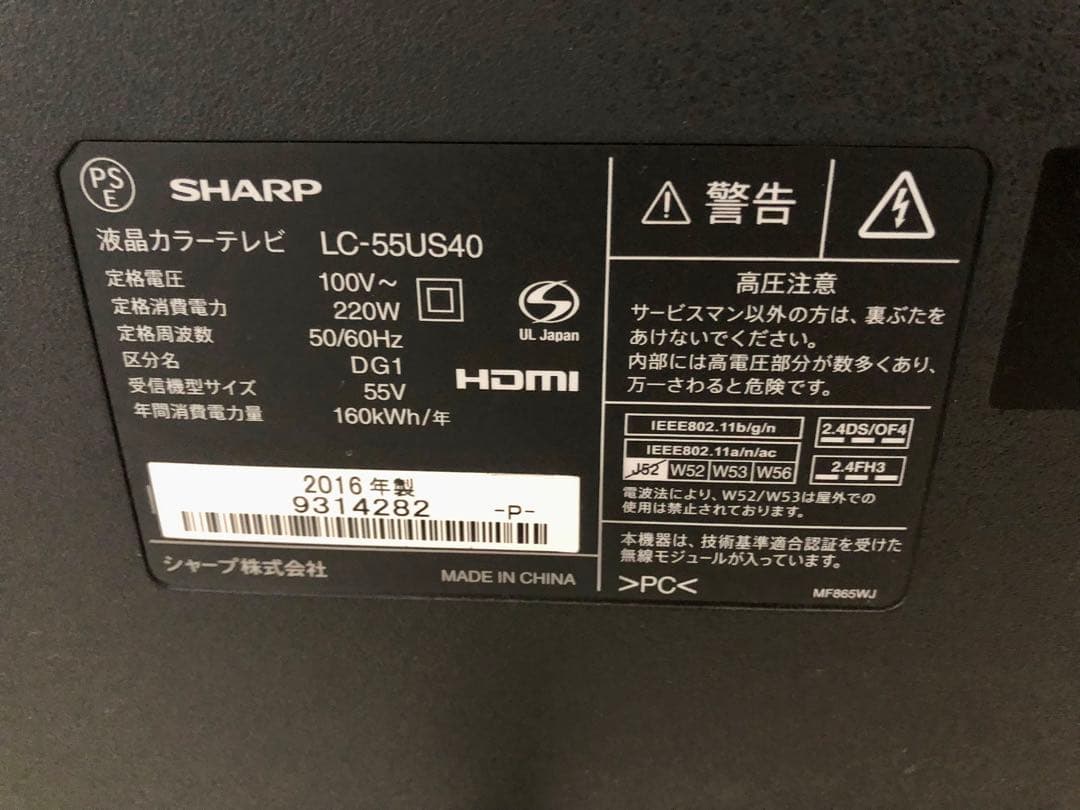 PSE
SHARP
液晶カラーテレビ LC-55US40
定格電圧 100V～
定格消費電力 220W
定格周波数 50/60Hz
区分名 DG1
受信機型サイズ 55V
年間消費電力量 160kWh/年
UL Japan
HDMI
2016年製
9314282 -P-
シャープ株式会社
MADE IN CHINA
警告
高圧注意
サービスマン以外の方は、裏ぶたを
あけないでください。
内部には高電圧部分が数多くあり、
万一さわると危険です。
IEEE802.11b/g/n
IEEE802.11a/n/ac
J52 W52 W53 W56
2.4DS/OF4
2.4FH3
電波法により、W52/W53は屋外での
使用は禁止されております。
本機器は、技術基準適合認証を受けた
無線モジュールが入っています。
>PC<
MF865WJ